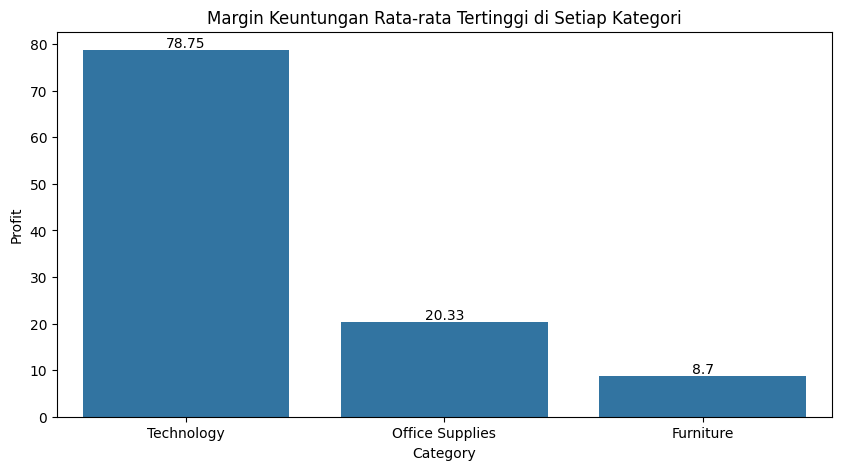 Margin Keuntungan Rata-rata Tertinggi di Setiap Kategori
80
70
60
50
40
30
20
10
0
Profit
78.75
20.33
8.7
Technology
Office Supplies
Furniture
Category